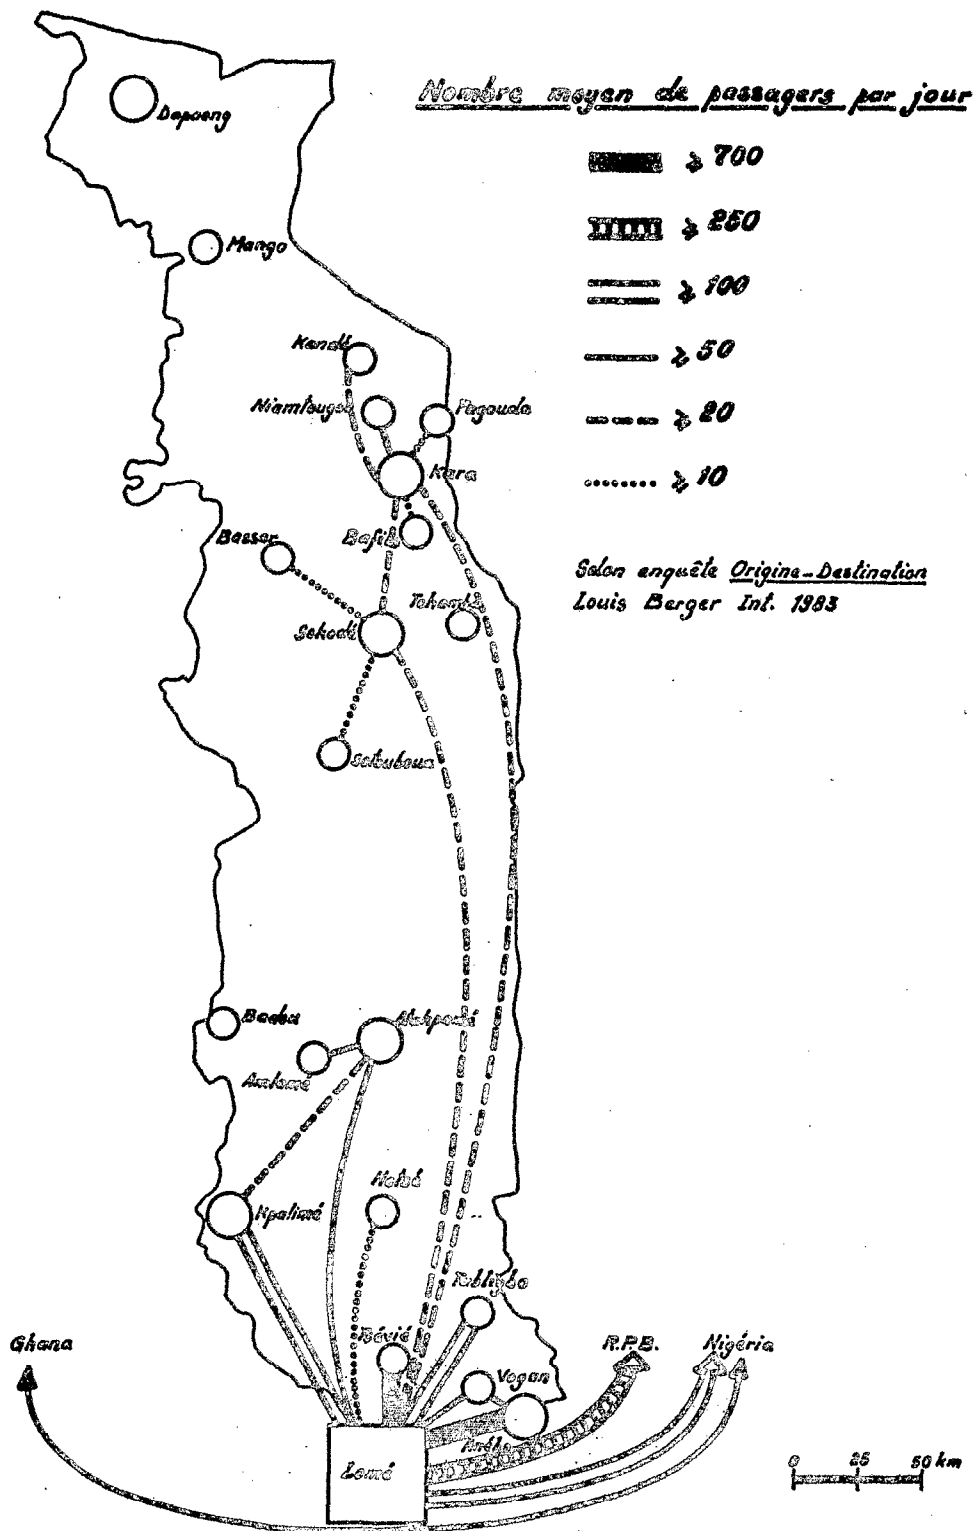 Nombre moyen de passagers par jour
≥ 700
≥ 250
≥ 100
≥ 50
≥ 20
≥ 10
Selon enquête Origine-Destination
Louis Berger Int. 1983
Dapaong
Mango
Kandé
Niamtougou
Pagouda
Kara
Bafilo
Bassar
Tchamba
Sokodé
Sotouboua
Badou
Atakpamé
Amlamé
Notsé
Kpalimé
Tabligbo
Tsévié
Vogan
Ghana
R.P.B.
Nigéria
Aného
Lomé
0 25 50 km